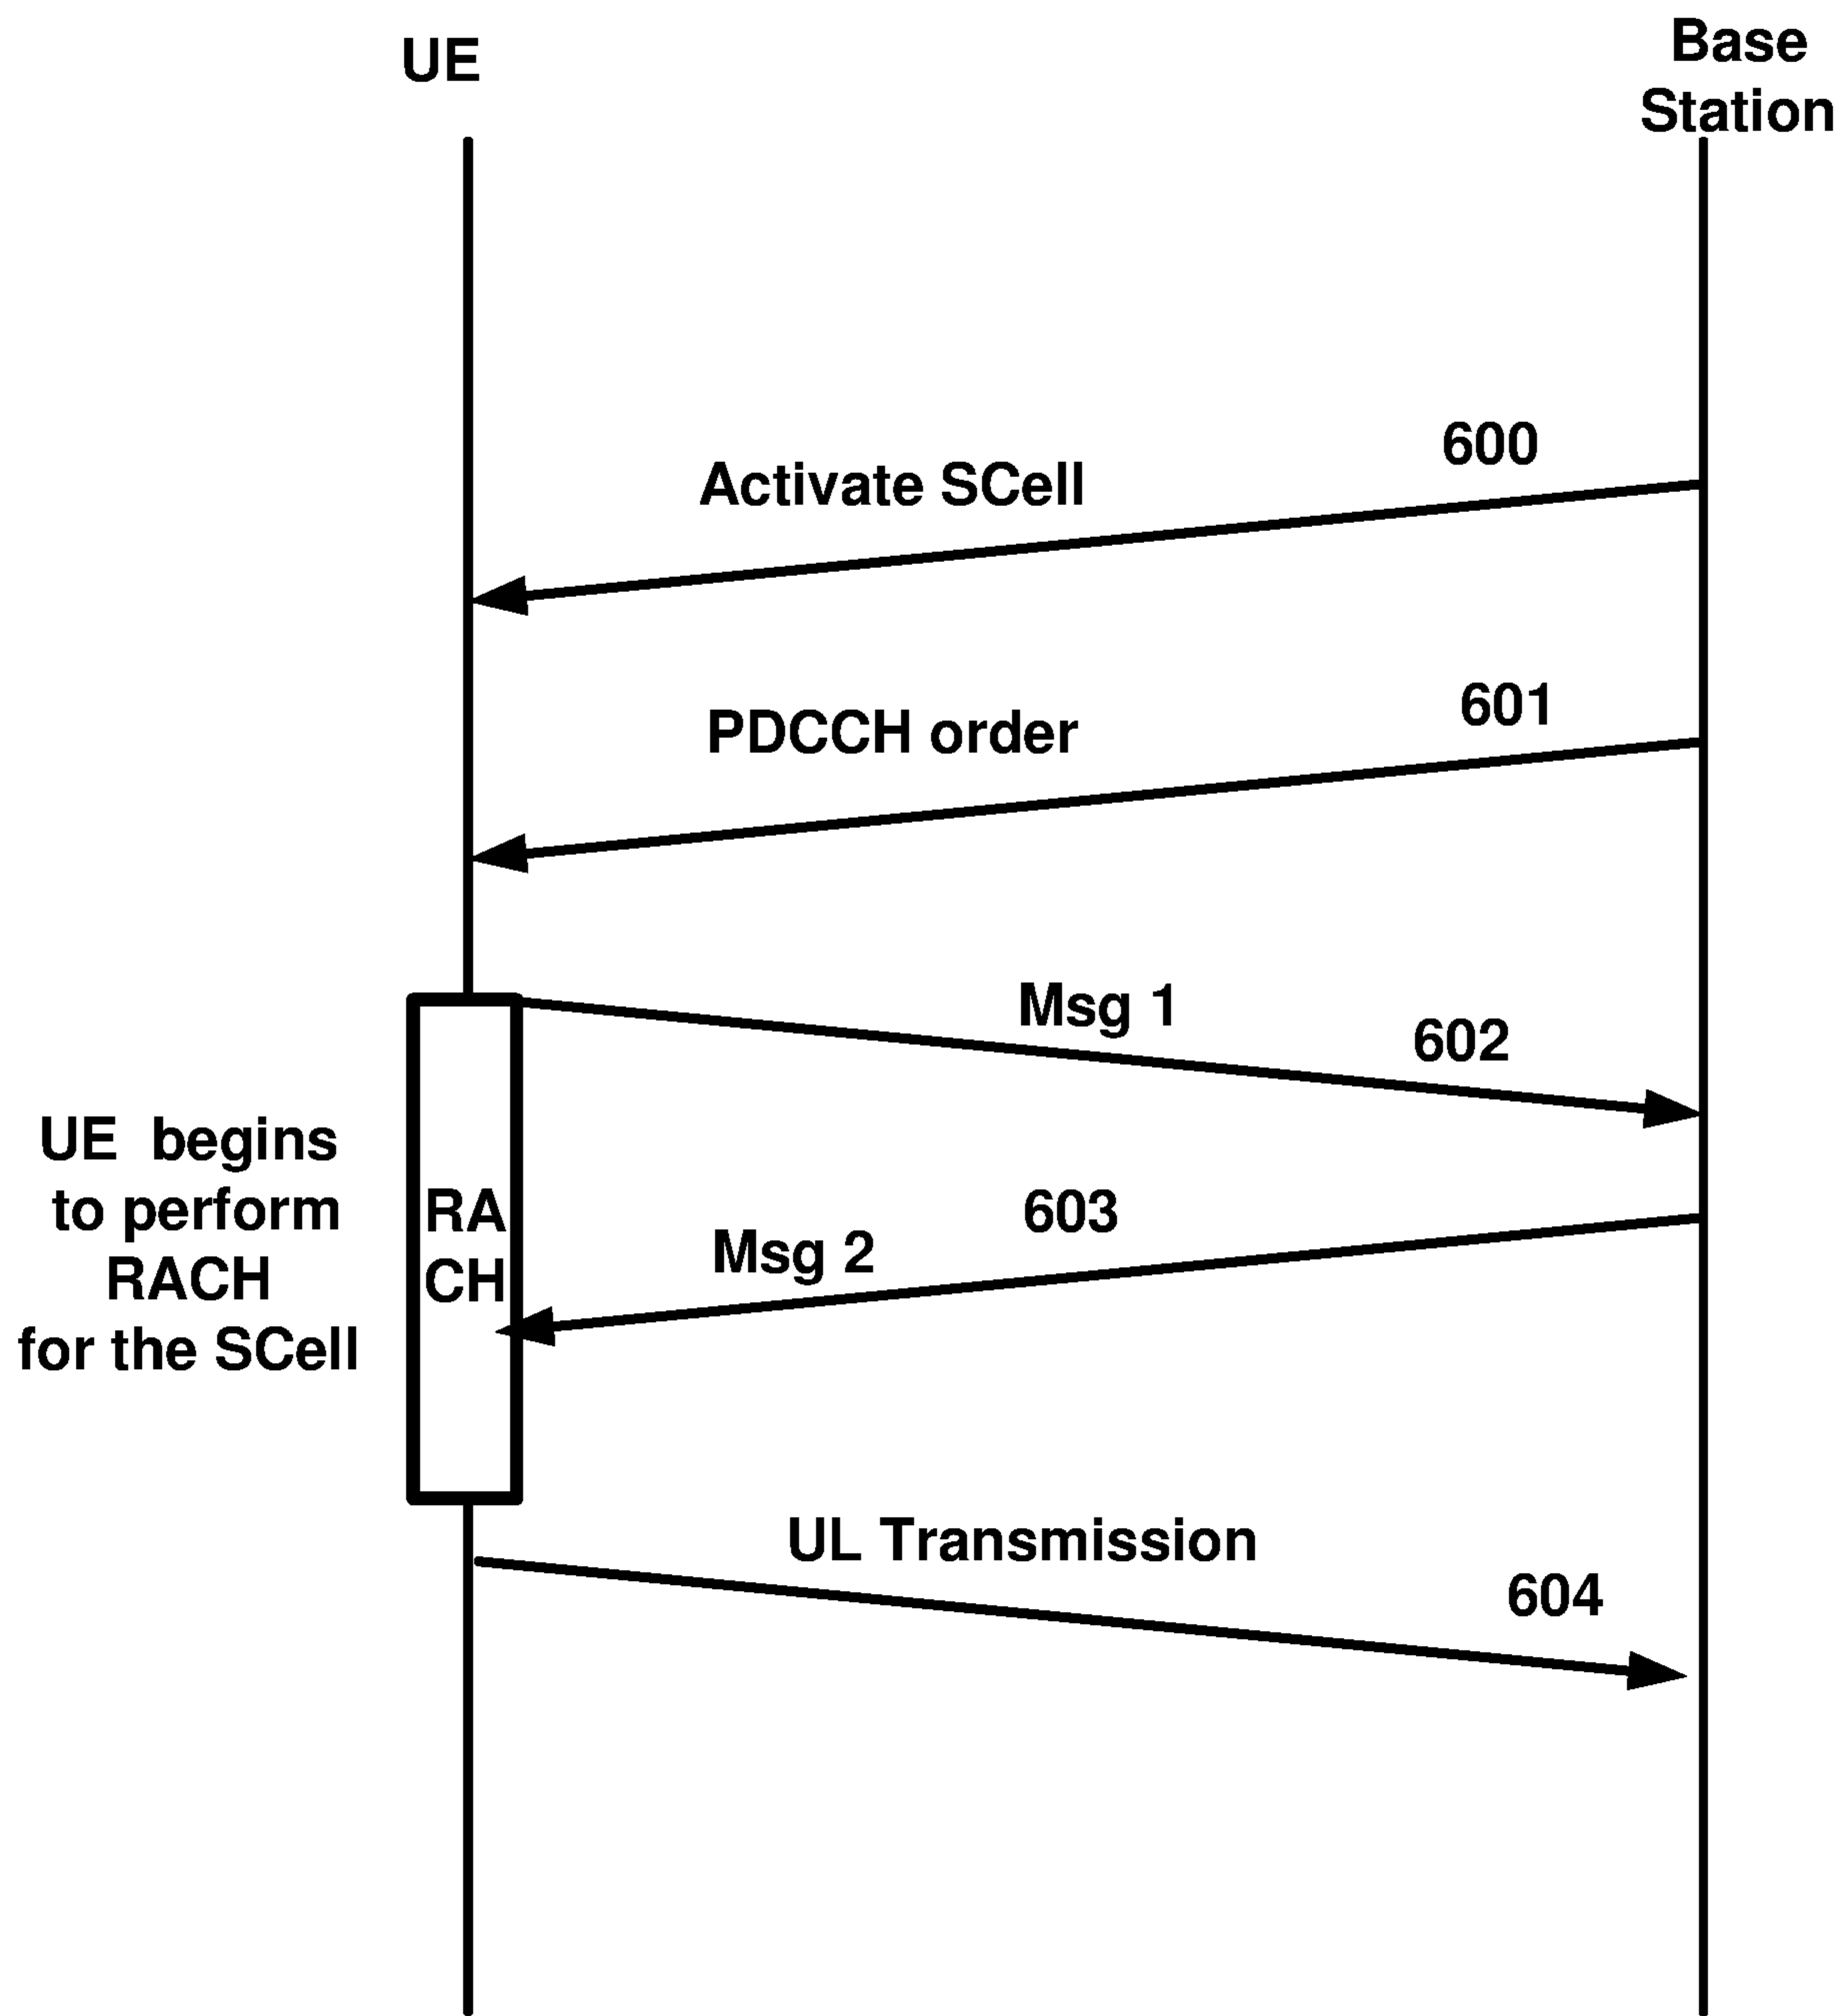 UE
Base
Station
600
Activate SCell
601
PDCCH order
Msg 1
602
UE  begins
to perform
RACH
for the SCell
RA
CH
603
Msg 2
UL Transmission
604